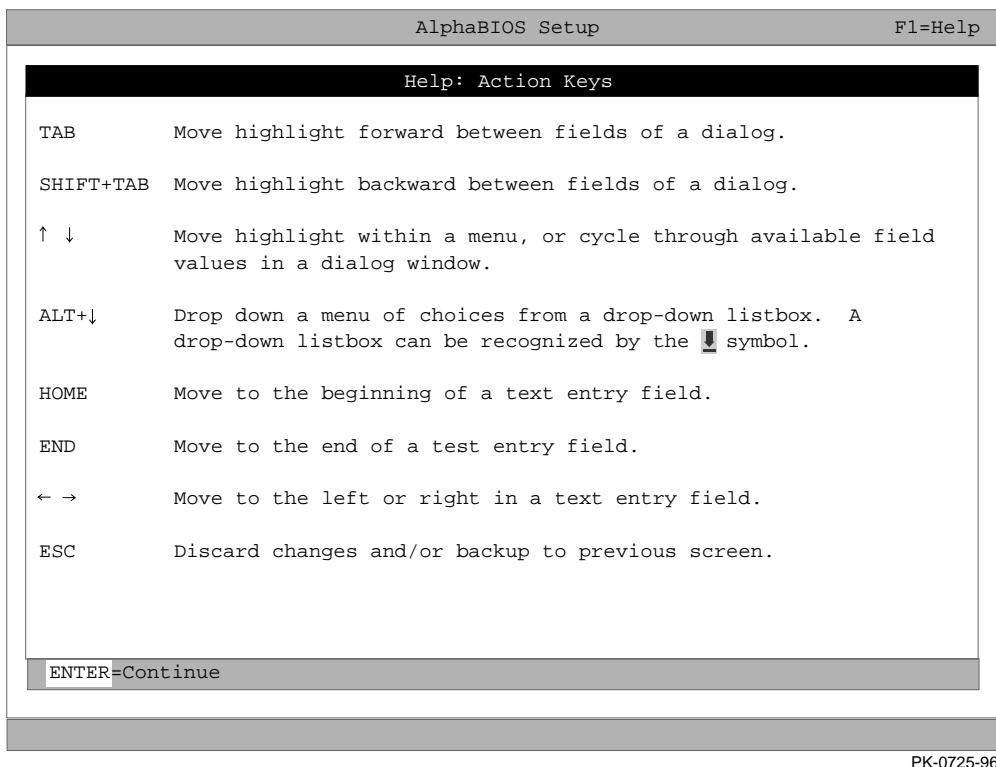 AlphaBIOS Setup F1=Help
Help: Action Keys
TAB Move highlight forward between fields of a dialog.
SHIFT+TAB Move highlight backward between fields of a dialog.
↑ ↓ Move highlight within a menu, or cycle through available field
values in a dialog window.
ALT+↓ Drop down a menu of choices from a drop-down listbox. A
drop-down listbox can be recognized by the ⬇ symbol.
HOME Move to the beginning of a text entry field.
END Move to the end of a test entry field.
← → Move to the left or right in a text entry field.
ESC Discard changes and/or backup to previous screen.
ENTER=Continue
PK-0725-96